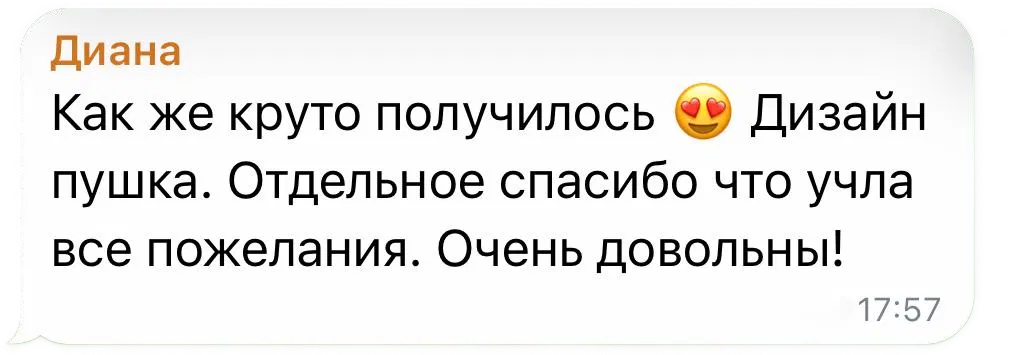 Диана
Как же круто получилось 😍 Дизайн
пушка. Отдельное спасибо что учла
все пожелания. Очень довольны!
17:57